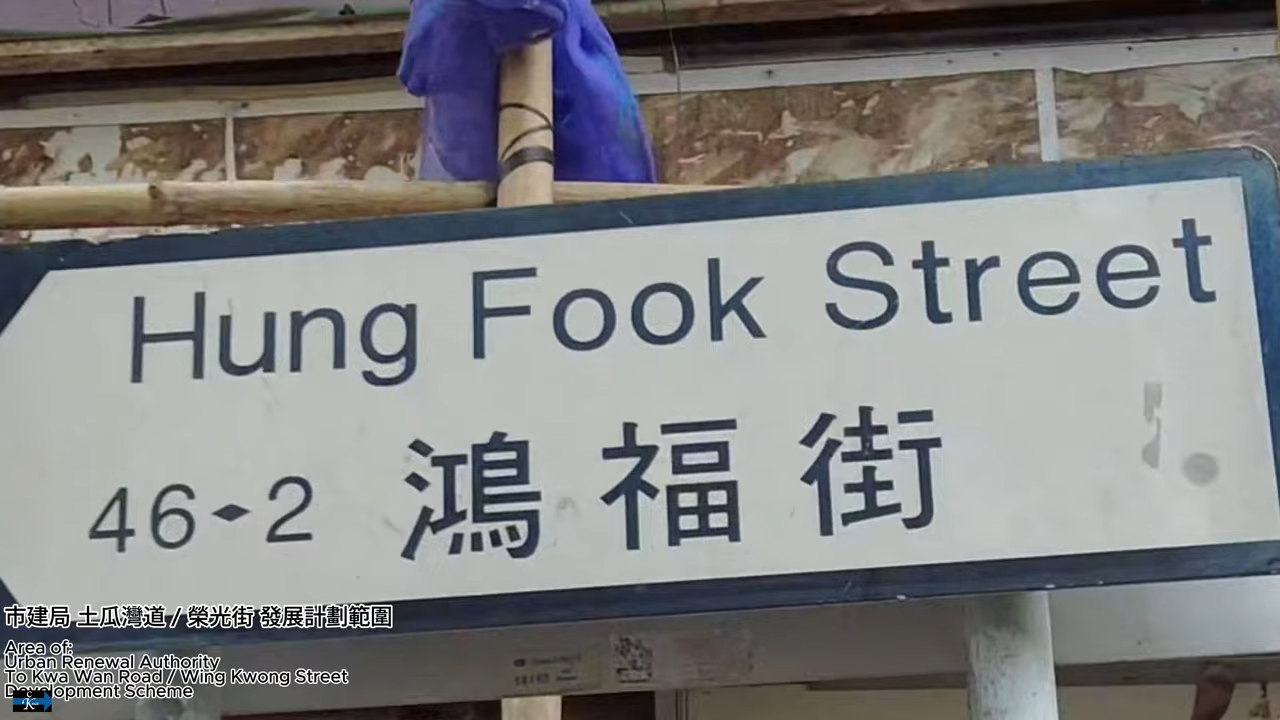 Hung Fook Street
46-2 鴻福街
市建局 土瓜灣道 / 榮光街 發展計劃範圍
Area of:
Urban Renewal Authority
To Kwa Wan Road / Wing Kwong Street
Development Scheme